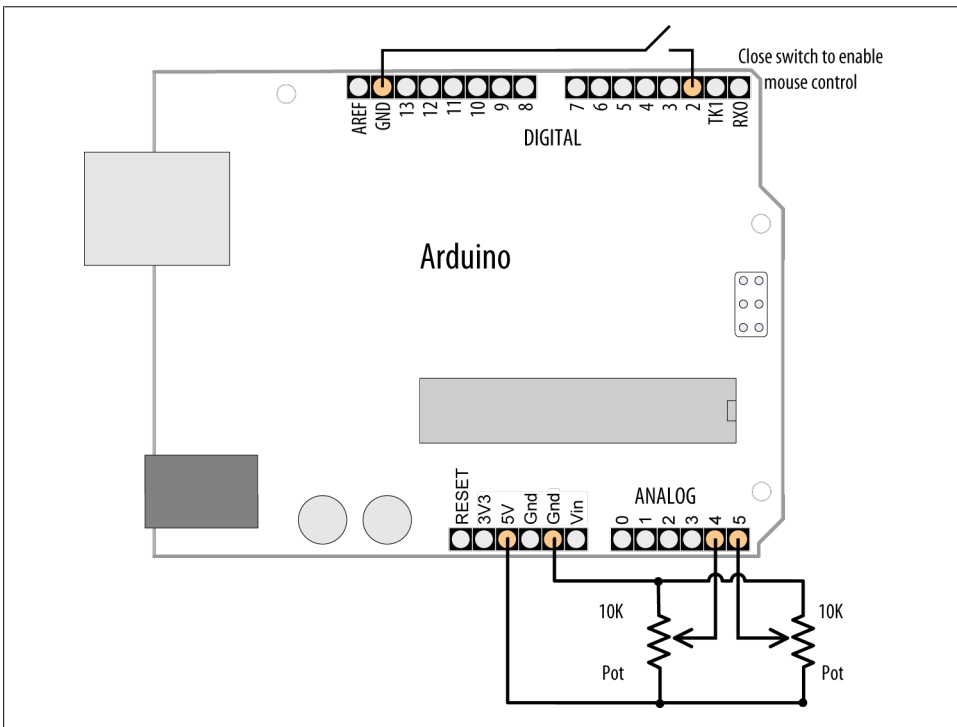 Close switch to enable
mouse control
AREF
GND
13
12
11
10
9
8
7
6
5
4
3
2
TK1
RX0
DIGITAL
Arduino
RESET
3V3
5V
Gnd
Gnd
Vin
ANALOG
0
1
2
3
4
5
10K
10K
Pot
Pot